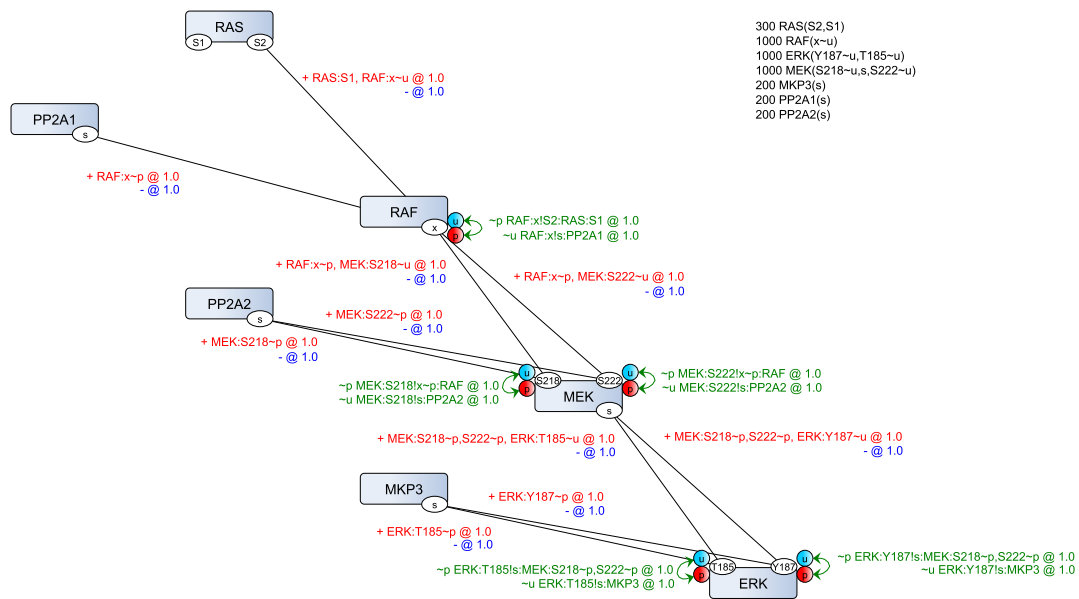 RAS
S1
S2
300 RAS(S2,S1)
1000 RAF(x~u)
1000 ERK(Y187~u,T185~u)
1000 MEK(S218~u,s,S222~u)
200 MKP3(s)
200 PP2A1(s)
200 PP2A2(s)
+ RAS:S1, RAF:x~u @ 1.0
- @ 1.0
PP2A1
s
+ RAF:x~p @ 1.0
- @ 1.0
RAF
x
u
p
~p RAF:x!S2:RAS:S1 @ 1.0
~u RAF:x!s:PP2A1 @ 1.0
+ RAF:x~p, MEK:S218~u @ 1.0
- @ 1.0
+ RAF:x~p, MEK:S222~u @ 1.0
- @ 1.0
PP2A2
s
+ MEK:S222~p @ 1.0
- @ 1.0
+ MEK:S218~p @ 1.0
- @ 1.0
~p MEK:S218!x~p:RAF @ 1.0
~u MEK:S218!s:PP2A2 @ 1.0
u
p
S218
S222
MEK
s
u
p
~p MEK:S222!x~p:RAF @ 1.0
~u MEK:S222!s:PP2A2 @ 1.0
+ MEK:S218~p,S222~p, ERK:T185~u @ 1.0
- @ 1.0
+ MEK:S218~p,S222~p, ERK:Y187~u @ 1.0
- @ 1.0
MKP3
s
+ ERK:Y187~p @ 1.0
- @ 1.0
+ ERK:T185~p @ 1.0
- @ 1.0
~p ERK:T185!s:MEK:S218~p,S222~p @ 1.0
~u ERK:T185!s:MKP3 @ 1.0
u
p
T185
Y187
ERK
u
p
~p ERK:Y187!s:MEK:S218~p,S222~p @ 1.0
~u ERK:Y187!s:MKP3 @ 1.0